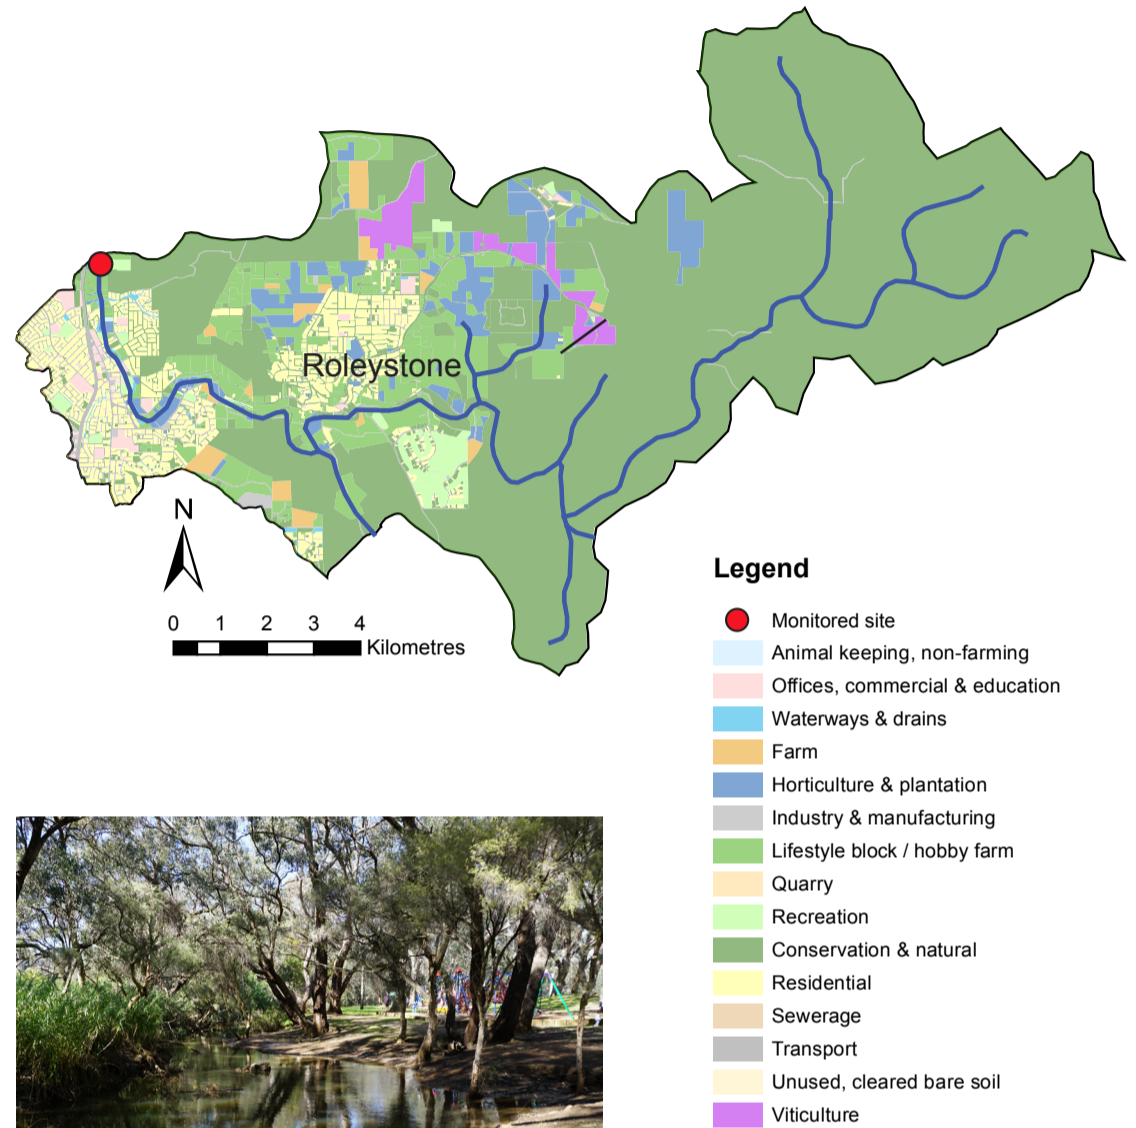 Roleystone
N
0 1 2 3 4
Kilometres
Legend
Monitored site
Animal keeping, non-farming
Offices, commercial & education
Waterways & drains
Farm
Horticulture & plantation
Industry & manufacturing
Lifestyle block / hobby farm
Quarry
Recreation
Conservation & natural
Residential
Sewerage
Transport
Unused, cleared bare soil
Viticulture